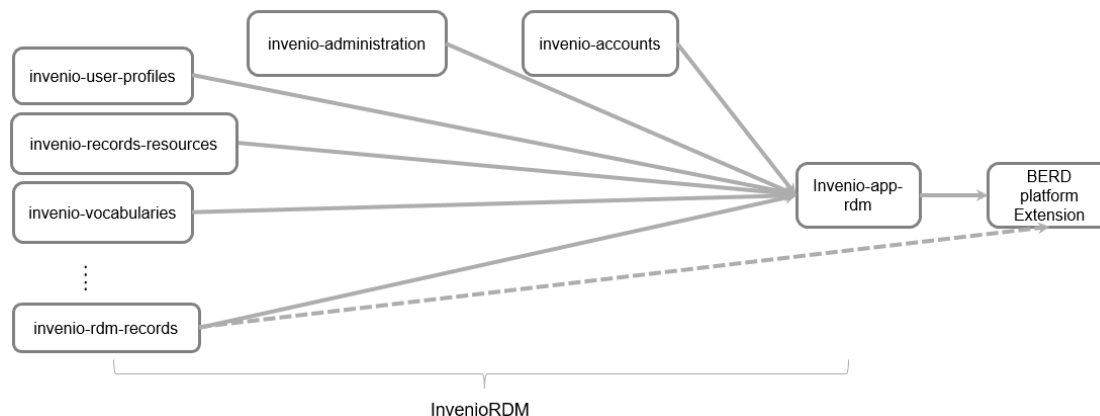 invenio-administration
invenio-accounts
invenio-user-profiles
invenio-records-resources
invenio-vocabularies
invenio-rdm-records
Invenio-app-
rdm
BERD
platform
Extension
InvenioRDM